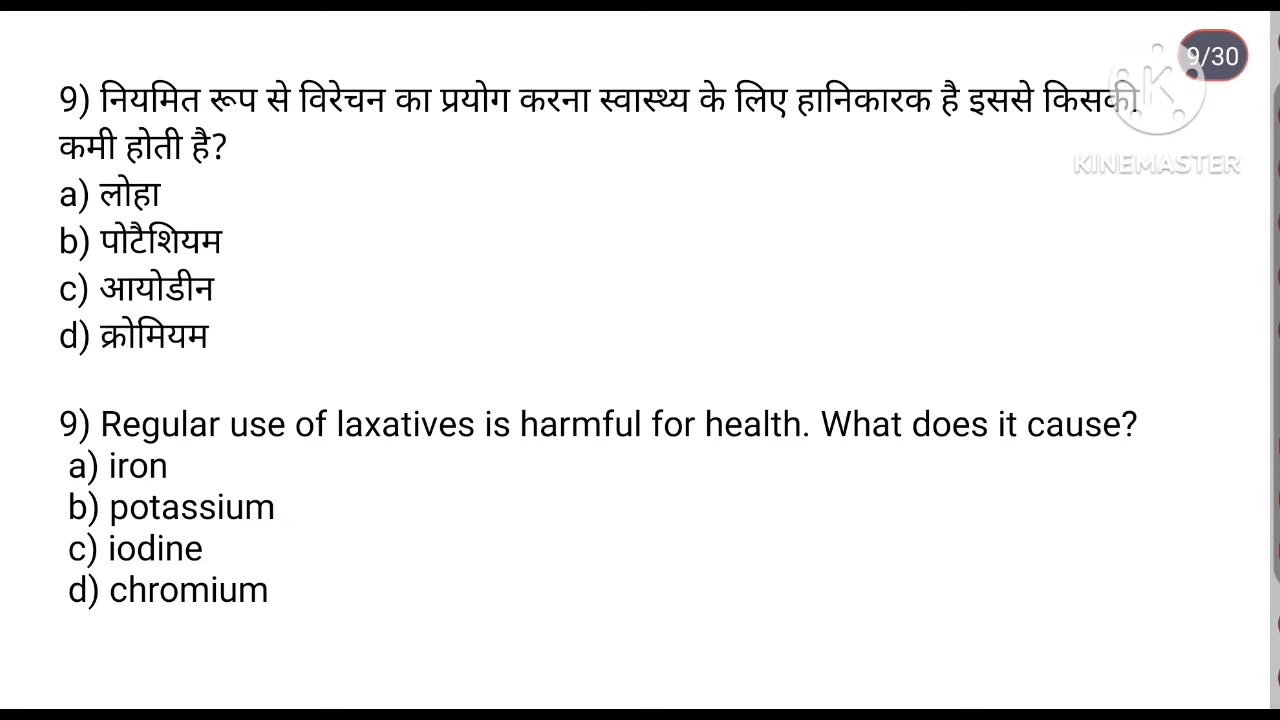 9/30
9) नियमित रूप से विरेचन का प्रयोग करना स्वास्थ्य के लिए हानिकारक है इससे किसकी
KINEMASTER
कमी होती है?
a) लोहा
b) पोटैशियम
c) आयोडीन
d) क्रोमियम
9) Regular use of laxatives is harmful for health. What does it cause?
a) iron
b) potassium
c) iodine
d) chromium